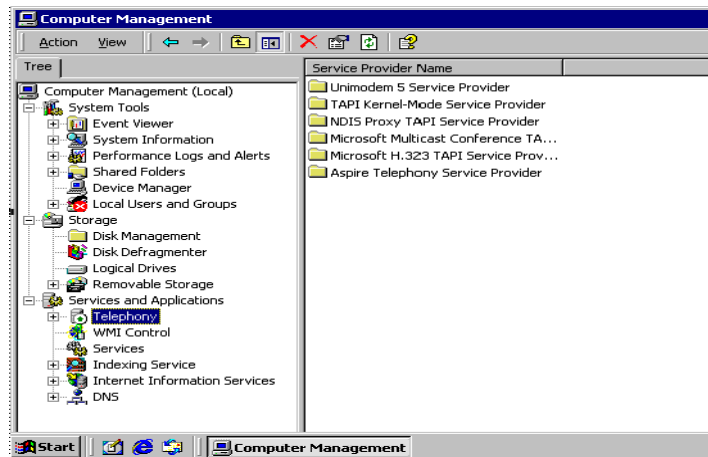 Computer Management
Action View
Tree
Computer Management (Local)
System Tools
Event Viewer
System Information
Performance Logs and Alerts
Shared Folders
Device Manager
Local Users and Groups
Storage
Disk Management
Disk Defragmenter
Logical Drives
Removable Storage
Services and Applications
Telephony
WMI Control
Services
Indexing Service
Internet Information Services
DNS
Service Provider Name
Unimodem 5 Service Provider
TAPI Kernel-Mode Service Provider
NDIS Proxy TAPI Service Provider
Microsoft Multicast Conference TA...
Microsoft H.323 TAPI Service Prov...
Aspire Telephony Service Provider
Start
Computer Management